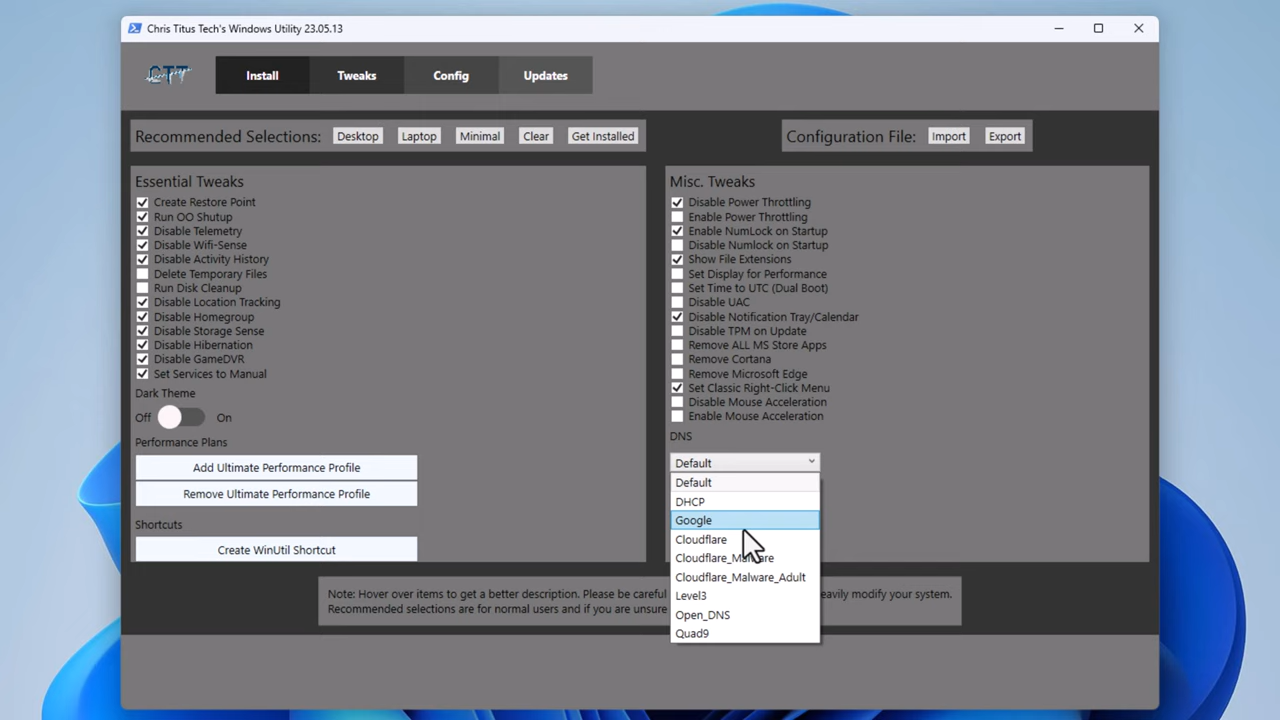 Chris Titus Tech's Windows Utility 23.05.13
CTT
Install
Tweaks
Config
Updates
Recommended Selections:
Desktop
Laptop
Minimal
Clear
Get Installed
Configuration File:
Import
Export
Essential Tweaks
Create Restore Point
Run OO Shutup
Disable Telemetry
Disable Wifi-Sense
Disable Activity History
Delete Temporary Files
Run Disk Cleanup
Disable Location Tracking
Disable Homegroup
Disable Storage Sense
Disable Hibernation
Disable GameDVR
Set Services to Manual
Dark Theme
Off On
Performance Plans
Add Ultimate Performance Profile
Remove Ultimate Performance Profile
Shortcuts
Create WinUtil Shortcut
Misc. Tweaks
Disable Power Throttling
Enable Power Throttling
Enable NumLock on Startup
Disable Numlock on Startup
Show File Extensions
Set Display for Performance
Set Time to UTC (Dual Boot)
Disable UAC
Disable Notification Tray/Calendar
Disable TPM on Update
Remove ALL MS Store Apps
Remove Cortana
Remove Microsoft Edge
Set Classic Right-Click Menu
Disable Mouse Acceleration
Enable Mouse Acceleration
DNS
Default
Default
DHCP
Google
Cloudflare
Cloudflare_Malware
Cloudflare_Malware_Adult
Level3
Open_DNS
Quad9
Note: Hover over items to get a better description. Please be careful eavily modify your system.
Recommended selections are for normal users and if you are unsure